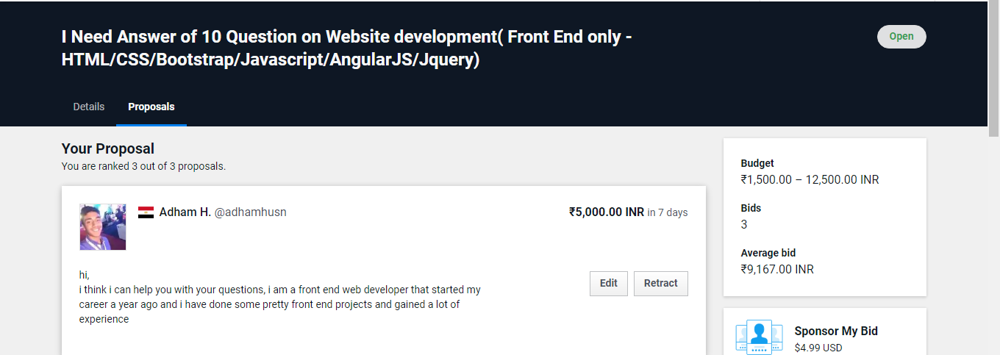 I Need Answer of 10 Question on Website development( Front End only -
HTML/CSS/Bootstrap/Javascript/AngularJS/Jquery)
Open
Details
Proposals
Your Proposal
You are ranked 3 out of 3 proposals.
Adham H. @adhamhusn
₹5,000.00 INR in 7 days
hi,
i think i can help you with your questions, i am a front end web developer that started my
career a year ago and i have done some pretty front end projects and gained a lot of
experience
Edit
Retract
Budget
₹1,500.00 – 12,500.00 INR
Bids
3
Average bid
₹9,167.00 INR
Sponsor My Bid
$4.99 USD